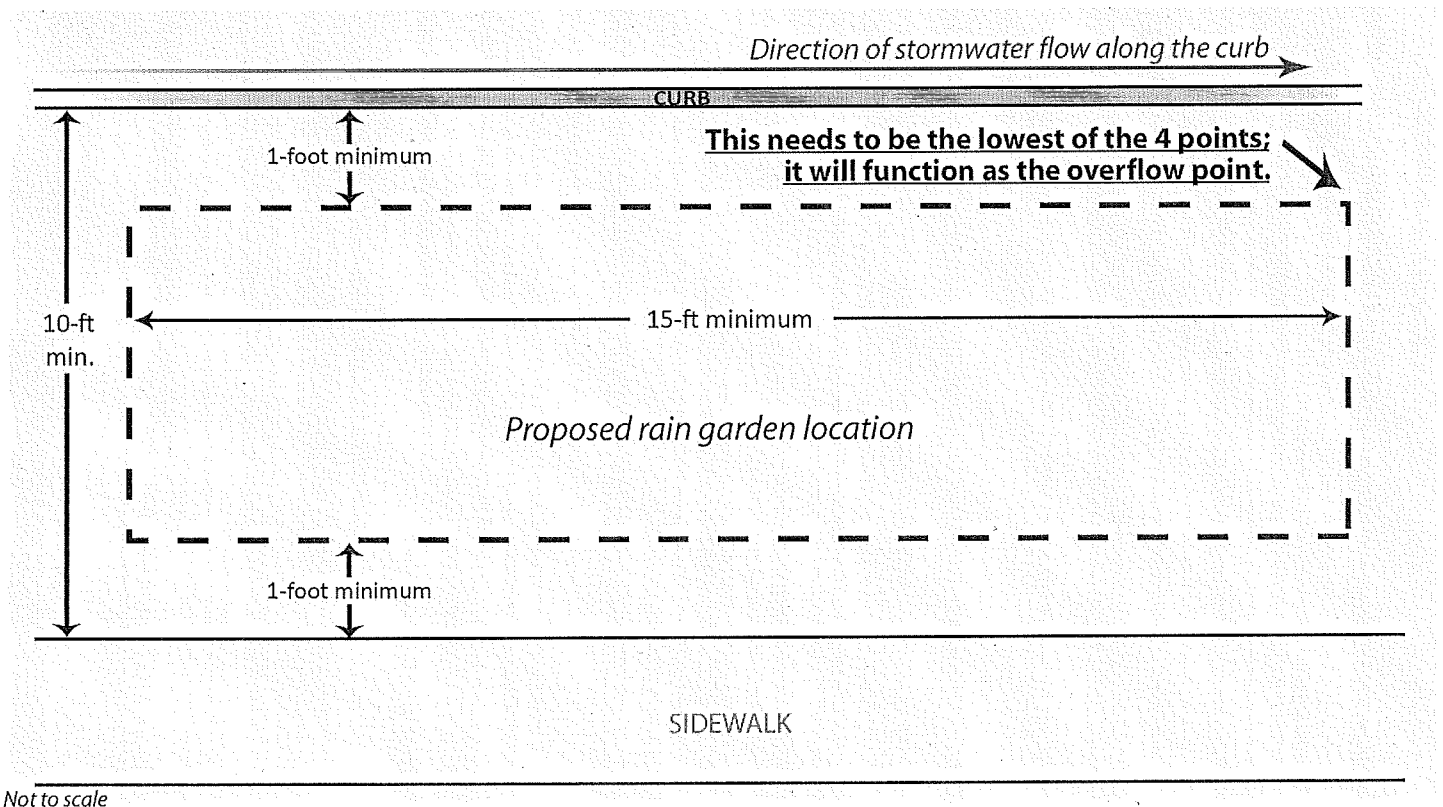 Direction of stormwater flow along the curb
CURB
This needs to be the lowest of the 4 points;
it will function as the overflow point.
1-foot minimum
10-ft
min.
15-ft minimum
Proposed rain garden location
1-foot minimum
SIDEWALK
Not to scale